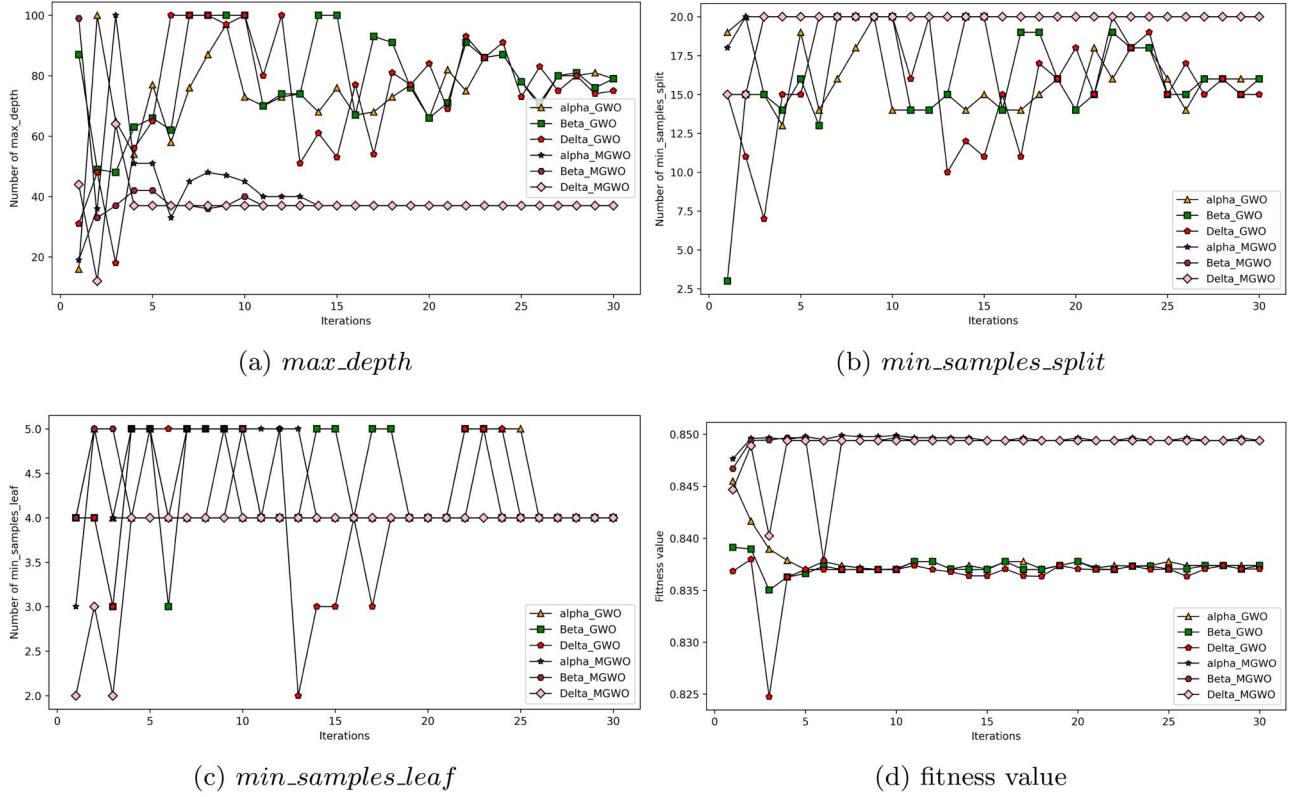 100
80
60
40
20
Number of max_depth
alpha_GWO
Beta_GWO
Delta_GWO
alpha_MGWO
Beta_MGWO
Delta_MGWO
0 5 10 15 20 25 30
Iterations
(a) max_depth
20.0
17.5
15.0
12.5
10.0
7.5
5.0
2.5
Number of min_samples_split
alpha_GWO
Beta_GWO
Delta_GWO
alpha_MGWO
Beta_MGWO
Delta_MGWO
0 5 10 15 20 25 30
Iterations
(b) min_samples_split
5.0
4.5
4.0
3.5
3.0
2.5
2.0
Number of min_samples_leaf
alpha_GWO
Beta_GWO
Delta_GWO
alpha_MGWO
Beta_MGWO
Delta_MGWO
0 5 10 15 20 25 30
Iterations
(c) min_samples_leaf
0.850
0.845
0.840
0.835
0.830
0.825
Fittness value
alpha_GWO
Beta_GWO
Delta_GWO
alpha_MGWO
Beta_MGWO
Delta_MGWO
0 5 10 15 20 25 30
Iterations
(d) fitness value